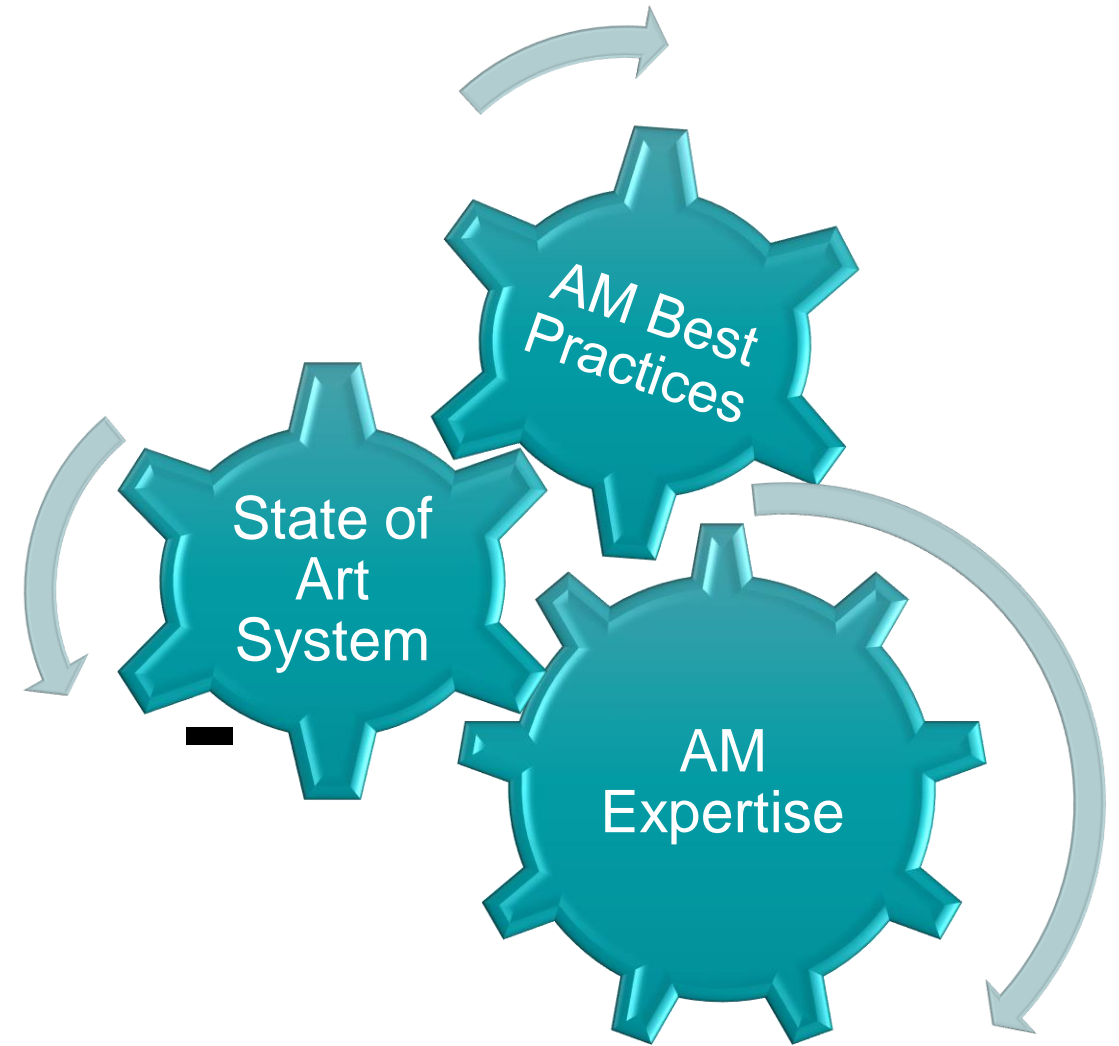 AM Best
Practices
State of
Art
System
AM
Expertise